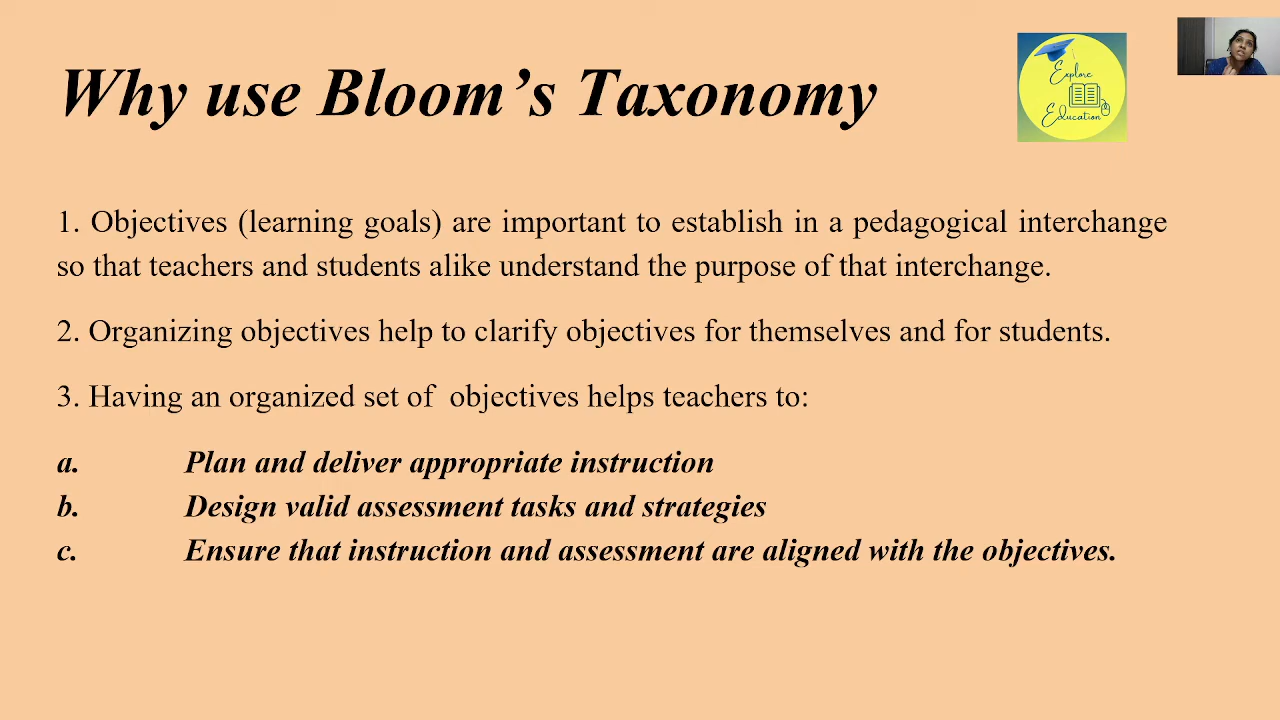 Why use Bloom’s Taxonomy
Explore
Education
1. Objectives (learning goals) are important to establish in a pedagogical interchange
so that teachers and students alike understand the purpose of that interchange.
2. Organizing objectives help to clarify objectives for themselves and for students.
3. Having an organized set of  objectives helps teachers to:
a. Plan and deliver appropriate instruction
b. Design valid assessment tasks and strategies
c. Ensure that instruction and assessment are aligned with the objectives.